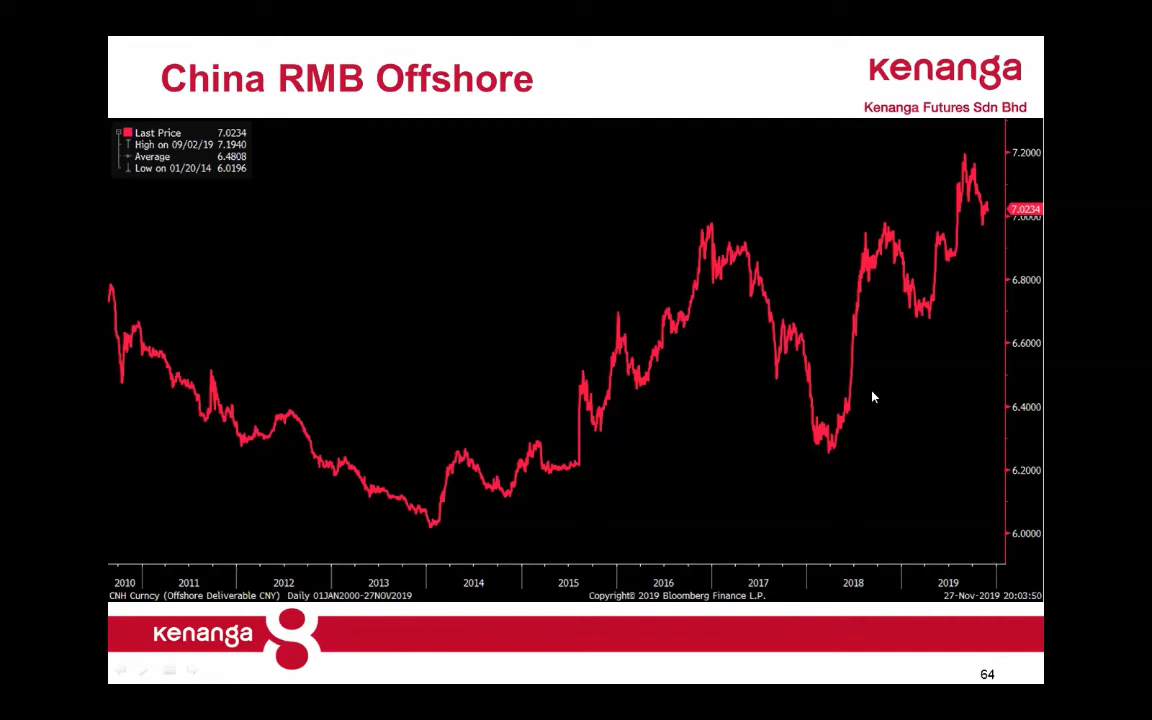 China RMB Offshore
Kenanga
Kenanga Futures Sdn Bhd
Last Price 7.0234
High on 09/02/19 7.1940
Average 6.4808
Low on 01/20/14 6.0196
7.2000
7.0234
7.0000
6.8000
6.6000
6.4000
6.2000
6.0000
2010 2011 2012 2013 2014 2015 2016 2017 2018 2019
CNH Curncy (Offshore Deliverable CNY) Daily 01JAN2000-27NOV2019 Copyright© 2019 Bloomberg Finance L.P. 27-Nov-2019 20:03:50
Kenanga
64